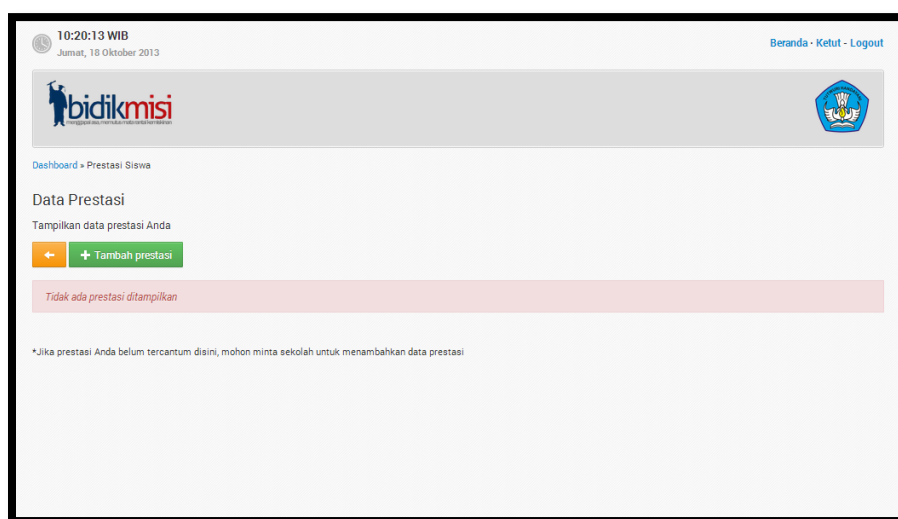 10:20:13 WIB
Jumat, 18 Oktober 2013
Beranda - Ketut - Logout
bidikmisi
Dashboard » Prestasi Siswa
Data Prestasi
Tampilkan data prestasi Anda
Tambah prestasi
Tidak ada prestasi ditampilkan
*Jika prestasi Anda belum tercantum disini, mohon minta sekolah untuk menambahkan data prestasi